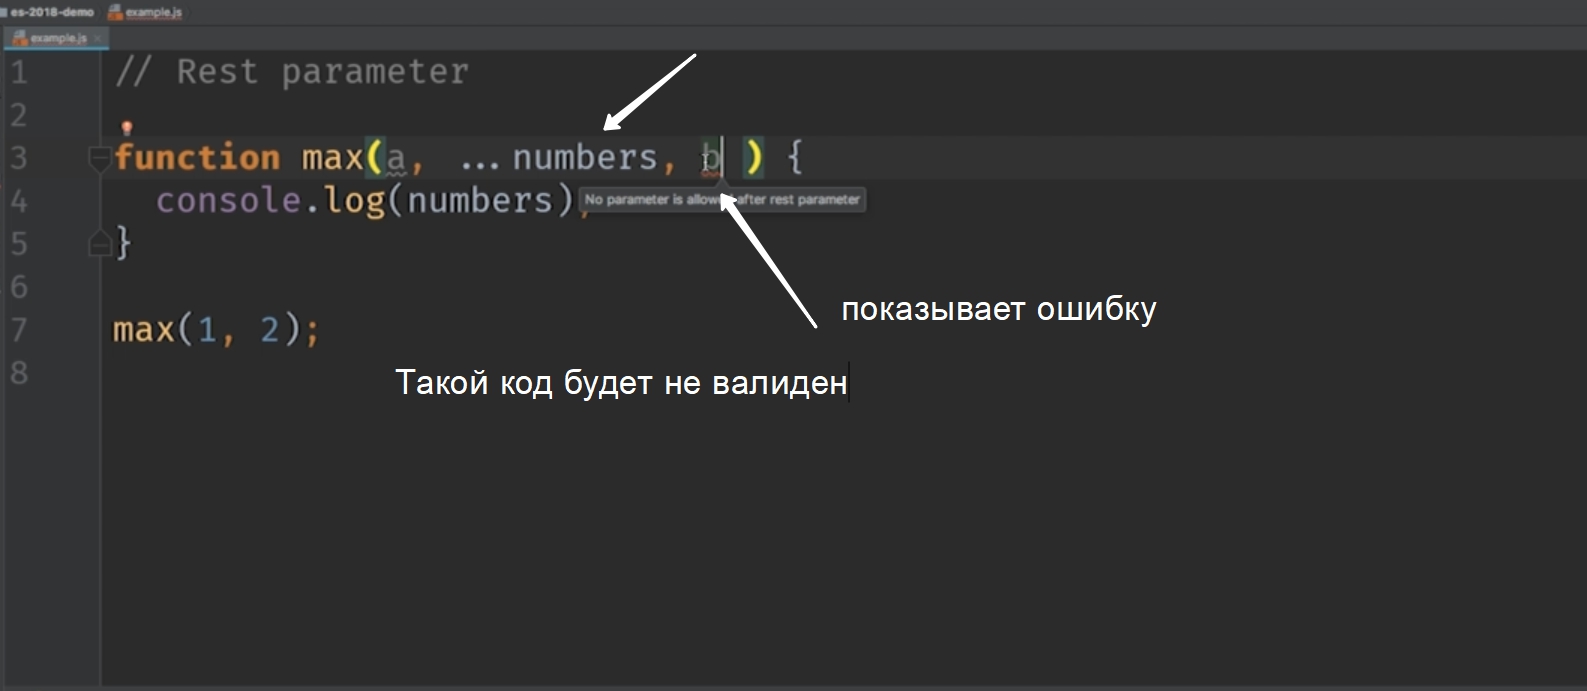 es-2018-demo example.js
example.js
1 // Rest parameter
2
3 function max(a, ...numbers, b ) {
4 console.log(numbers);
No parameter is allowed after rest parameter
5 }
6
7 max(1, 2);
8
показывает ошибку
Такой код будет не валиден